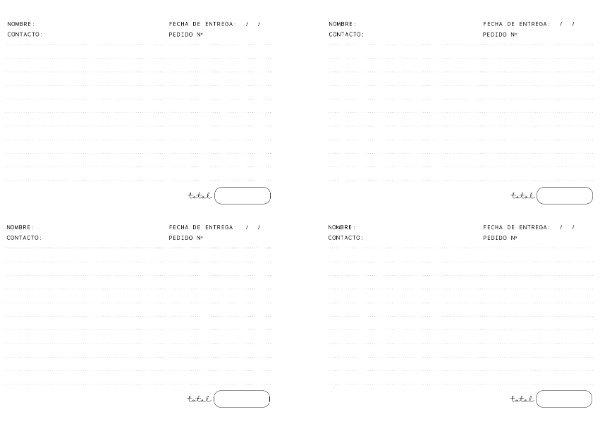 NOMBRE: FECHA DE ENTREGA: / /
CONTACTO: PEDIDO Nº
total
NOMBRE: FECHA DE ENTREGA: / /
CONTACTO: PEDIDO Nº
total
NOMBRE: FECHA DE ENTREGA: / /
CONTACTO: PEDIDO Nº
total
NOMBRE: FECHA DE ENTREGA: / /
CONTACTO: PEDIDO Nº
total